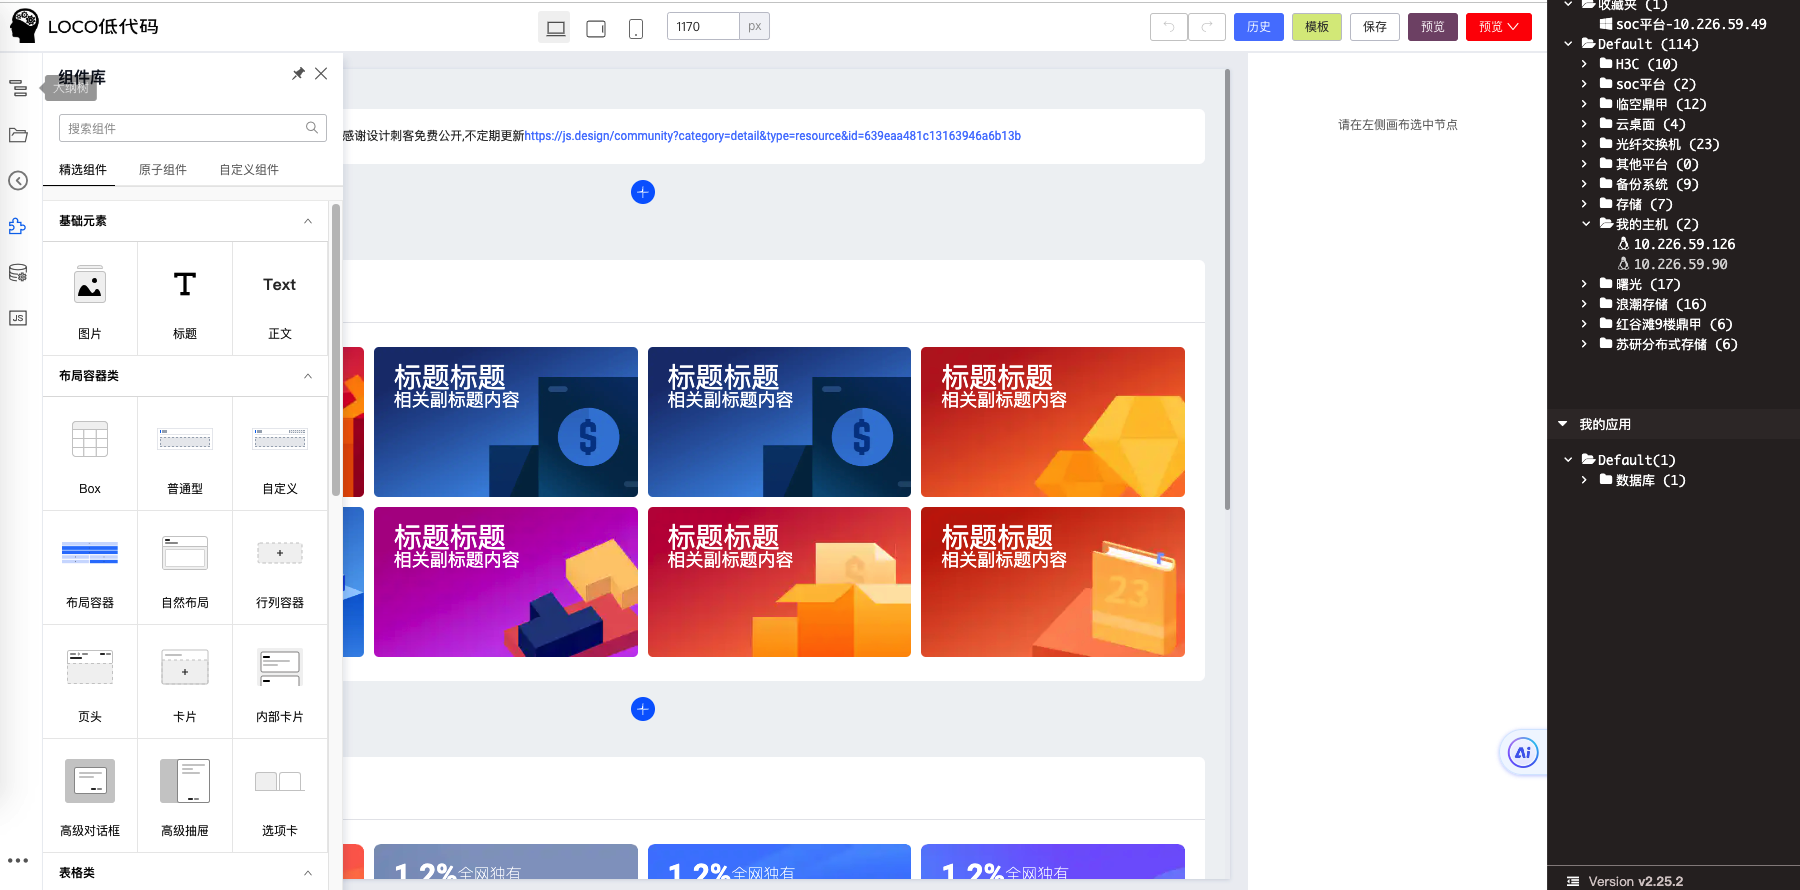 LOCO低代码
1170
px
历史
模板
保存
预览
预览
组件库
大纲树
搜索组件
精选组件
原子组件
自定义组件
基础元素
图片
标题
Text
正文
布局容器类
Box
普通型
自定义
布局容器
自然布局
行列容器
页头
卡片
内部卡片
高级对话框
高级抽屉
选项卡
表格类
JS
感谢设计刺客免费公开,不定期更新https://js.design/community?category=detail&type=resource&id=639eaa481c13163946a6b13b
标题标题
相关副标题内容
标题标题
相关副标题内容
标题标题
相关副标题内容
标题标题
相关副标题内容
标题标题
相关副标题内容
标题标题
相关副标题内容
23
1.2%全网独有
1.2%全网独有
1.2%全网独有
请在左侧画布选中节点
Ai
收藏夹 (1)
soc平台-10.226.59.49
Default (114)
H3C (10)
soc平台 (2)
临空鼎甲 (12)
云桌面 (4)
光纤交换机 (23)
其他平台 (0)
备份系统 (9)
存储 (7)
我的主机 (2)
10.226.59.126
10.226.59.90
曙光 (17)
浪潮存储 (16)
红谷滩9楼鼎甲 (6)
苏研分布式存储 (6)
我的应用
Default(1)
数据库 (1)
Version v2.25.2